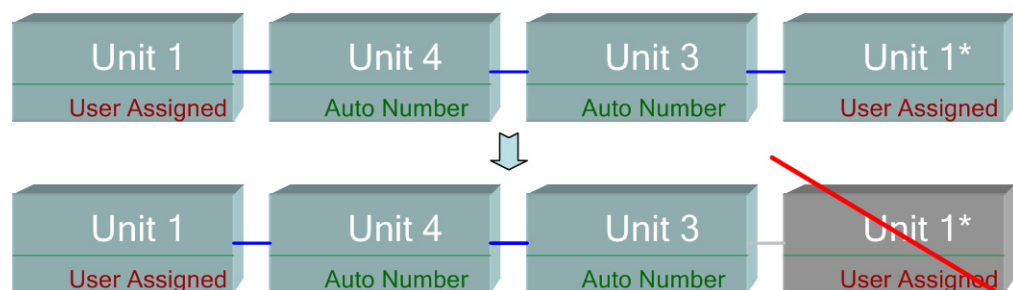 Unit 1 Unit 4 Unit 3 Unit 1*
User Assigned Auto Number Auto Number User Assigned
Unit 1 Unit 4 Unit 3 Unit 1*
User Assigned Auto Number Auto Number User Assigned